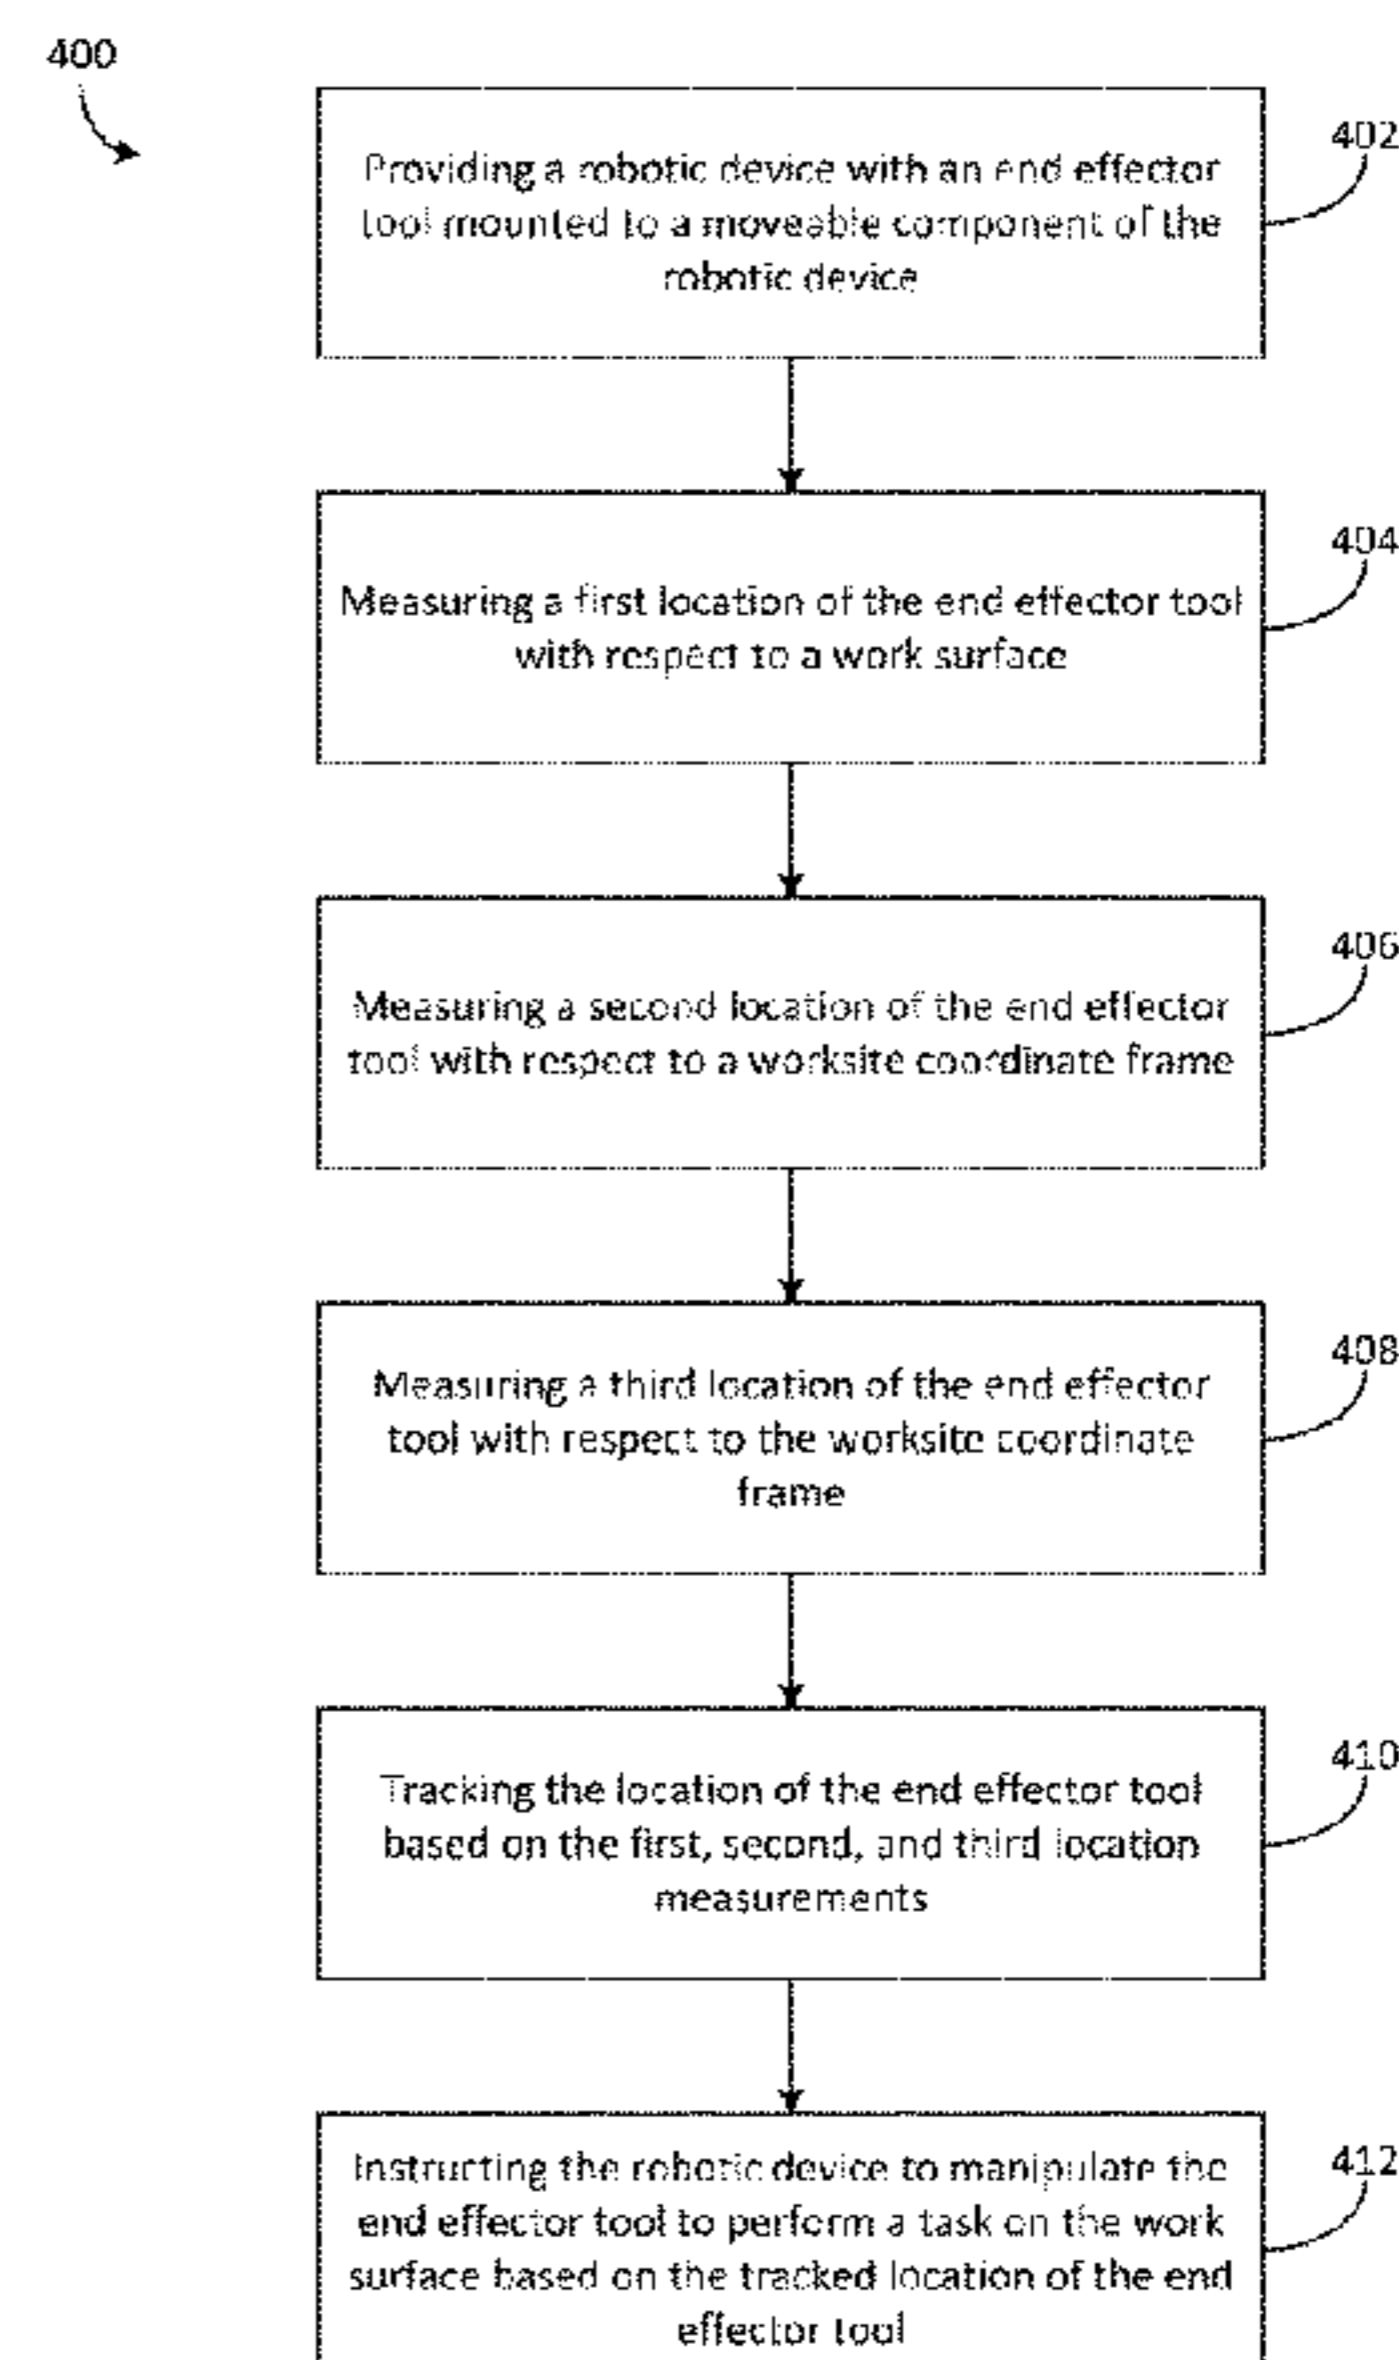 400
402
Providing a robotic device with an end effector
tool mounted to a moveable component of the
robotic device
404
Measuring a first location of the end effector tool
with respect to a work surface
406
Measuring a second location of the end effector
tool with respect to a worksite coordinate frame
408
Measuring a third location of the end effector
tool with respect to the worksite coordinate
frame
410
Tracking the location of the end effector tool
based on the first, second, and third location
measurements
412
Instructing the robotic device to manipulate the
end effector tool to perform a task on the work
surface based on the tracked location of the end
effector tool